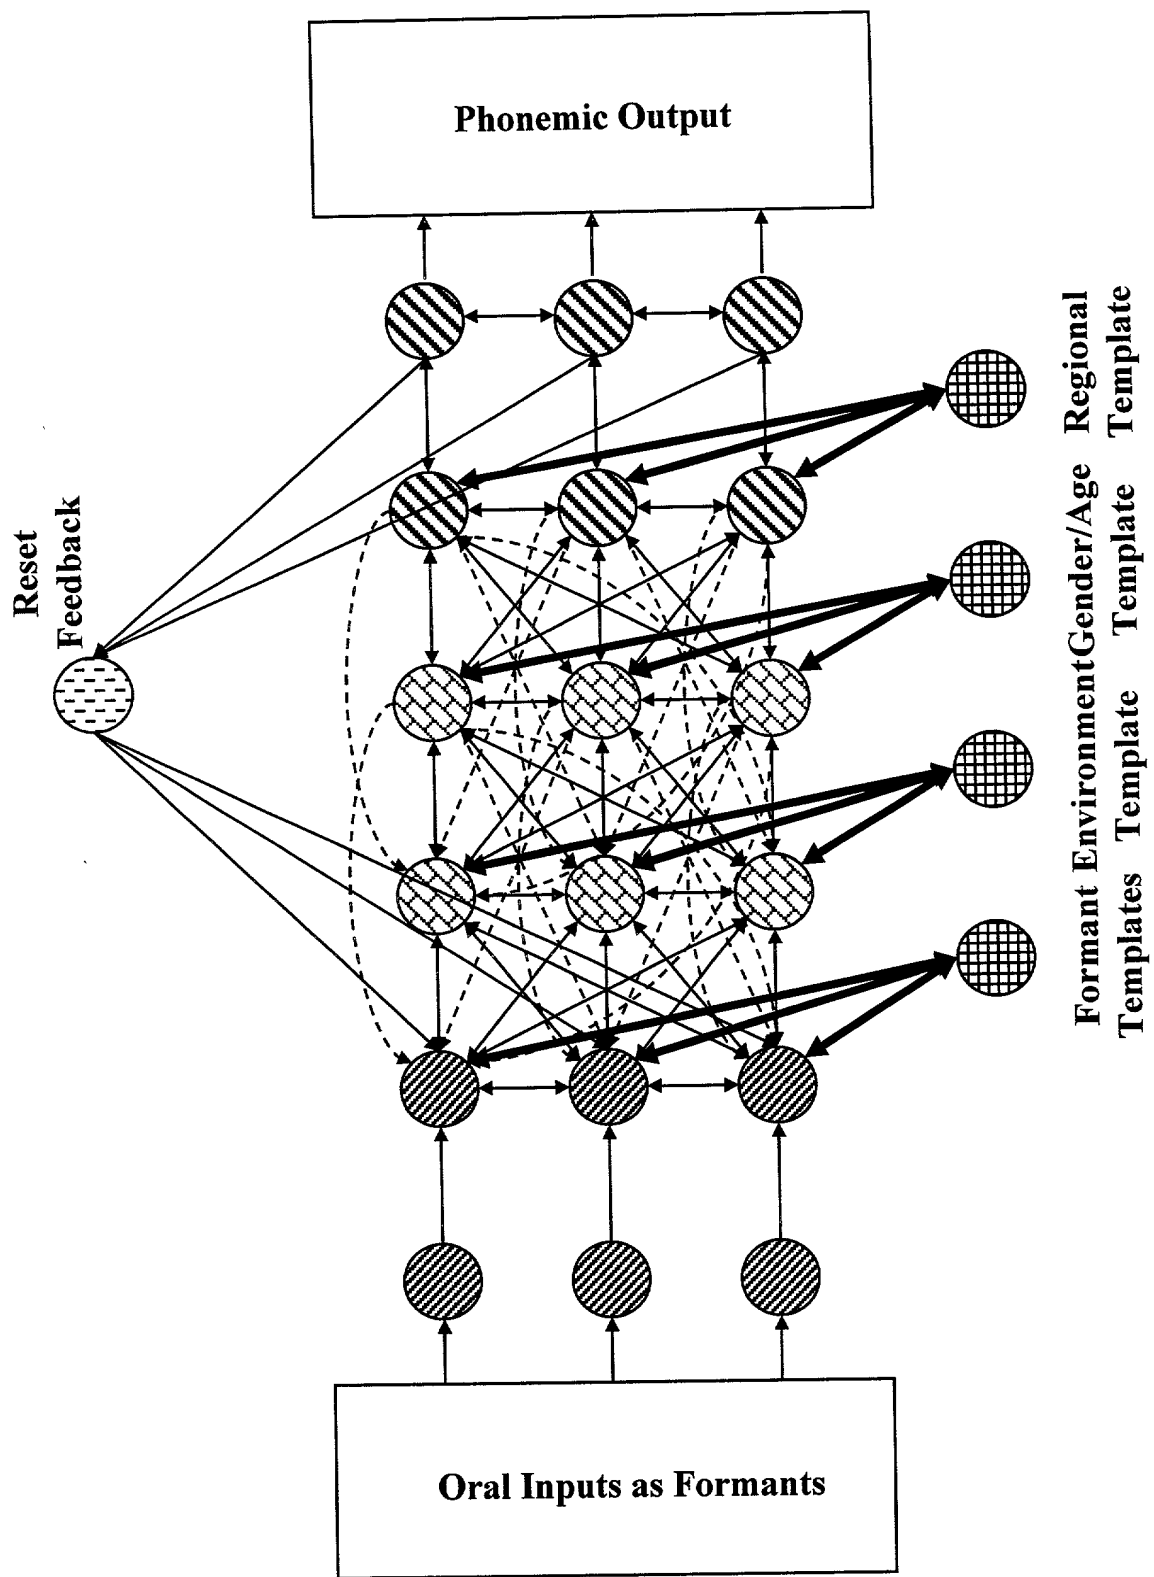 Phonemic Output
Reset
Feedback
Regional
Template
Gender/Age
Template
Environment
Template
Formant
Templates
Oral Inputs as Formants